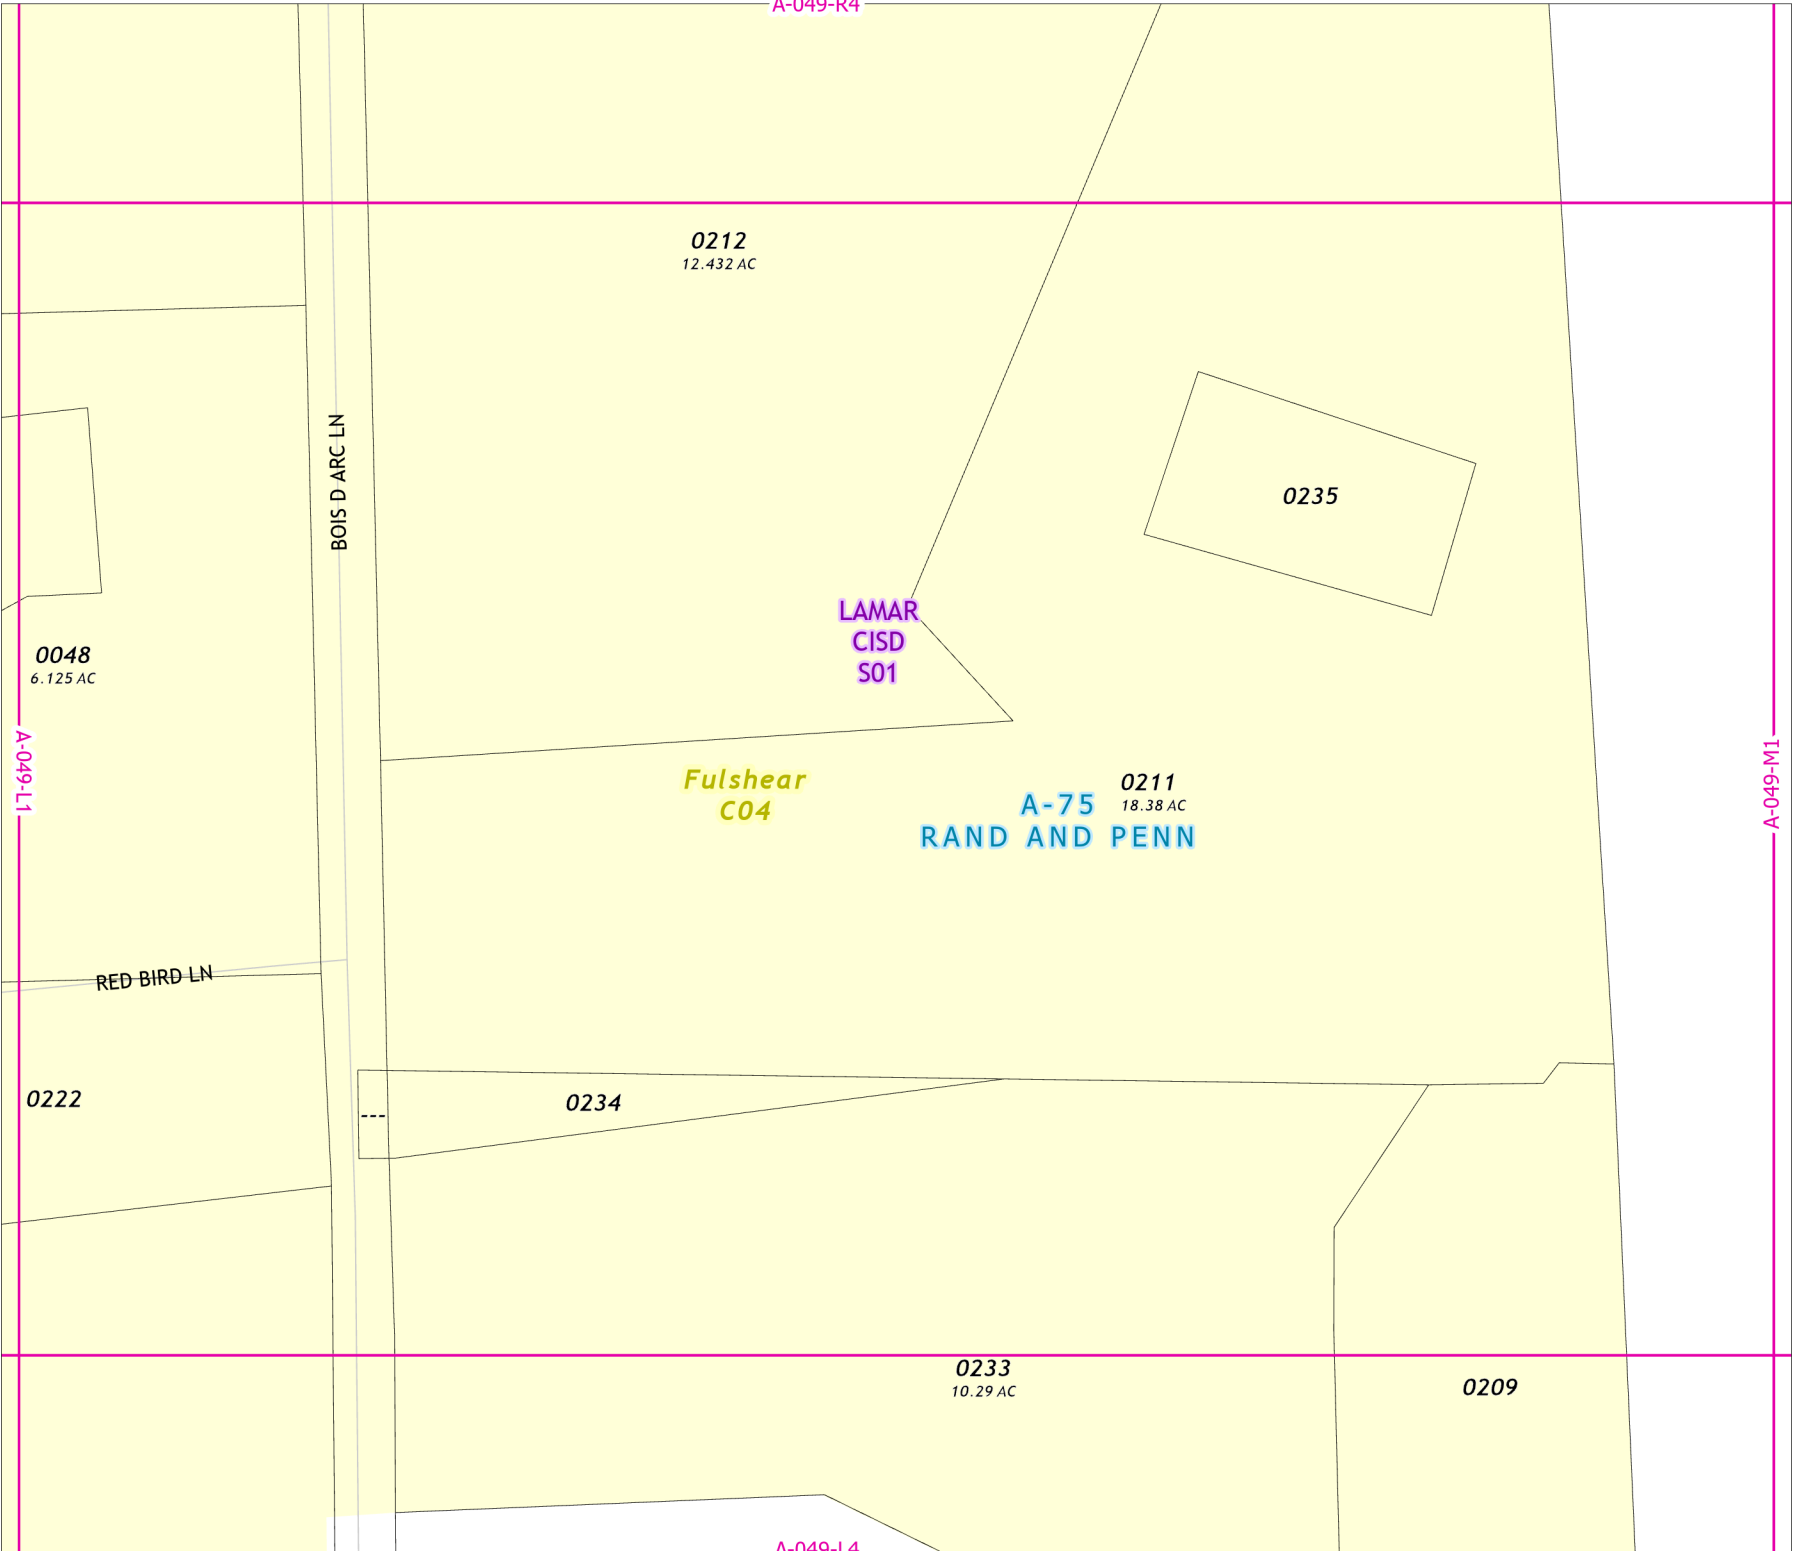 A-049-R4
0212
12.432 AC
BOIS D ARC LN
0235
LAMAR
CISD
S01
0048
6.125 AC
A-049-L1
A-049-M1
Fulshear
C04
0211
18.38 AC
A-75
RAND AND PENN
RED BIRD LN
0222
0234
---
0233
10.29 AC
0209
A-049-L4